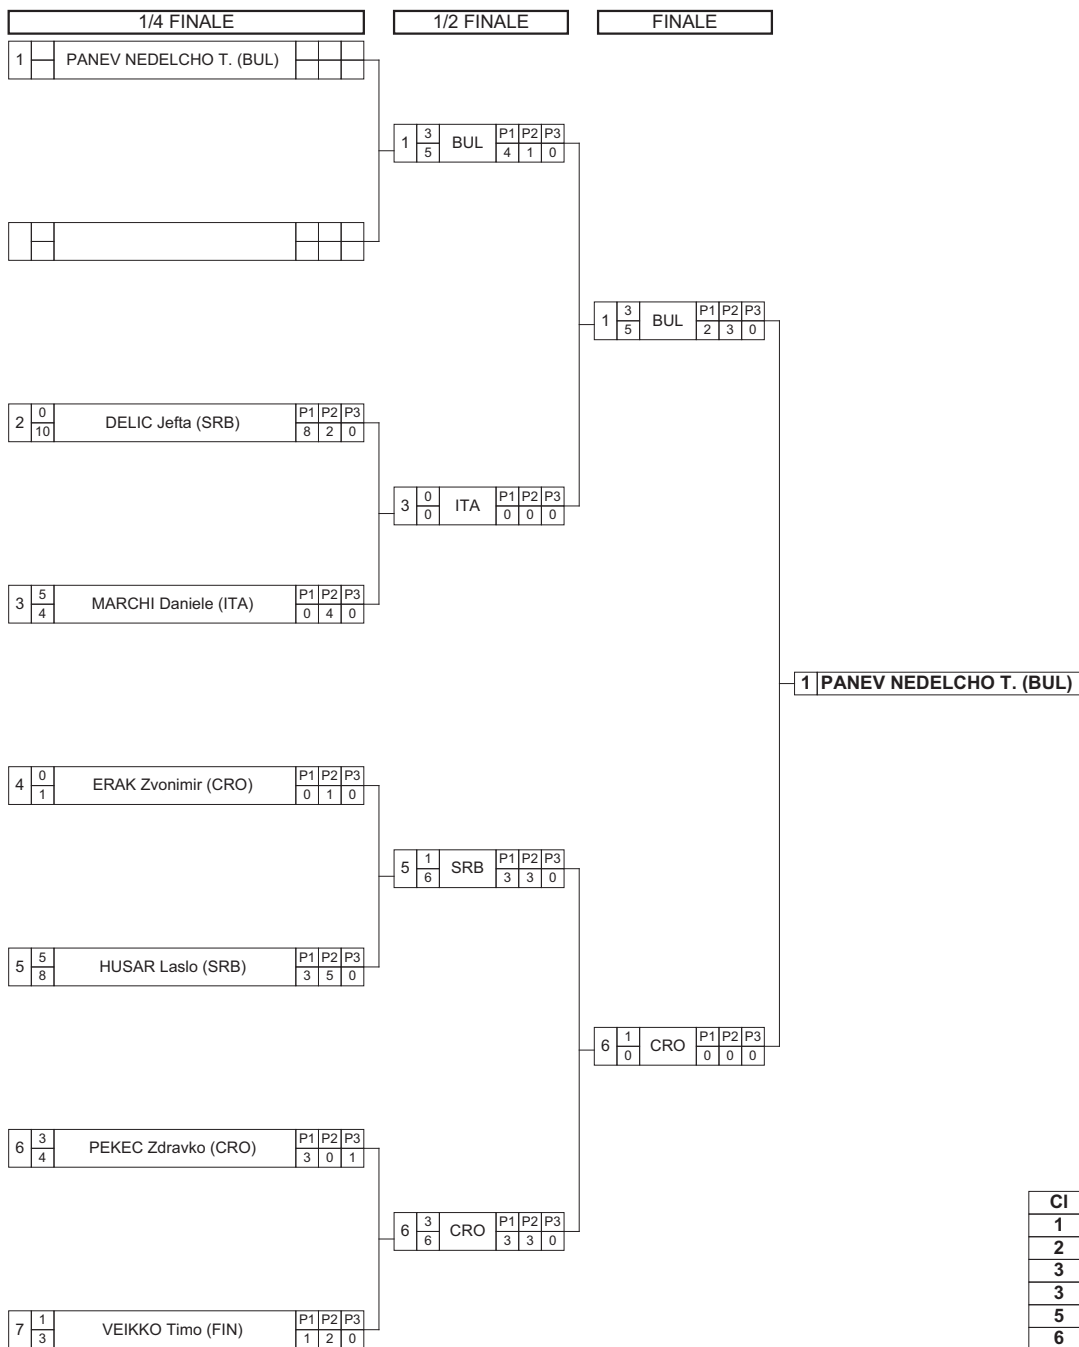 1/4 FINALE 1/2 FINALE FINALE
1 PANEV NEDELCHO T. (BUL)
3 P1 P2 P3
1 BUL
5 4 1 0
3 P1 P2 P3
1 BUL
5 2 3 0
0 P1 P2 P3
2 DELIC Jefta (SRB)
10 8 2 0
0 P1 P2 P3
3 ITA
0 0 0 0
5 P1 P2 P3
3 MARCHI Daniele (ITA)
4 0 4 0
1 PANEV NEDELCHO T. (BUL)
0 P1 P2 P3
4 ERAK Zvonimir (CRO)
1 0 1 0
1 P1 P2 P3
5 SRB
6 3 3 0
5 P1 P2 P3
5 HUSAR Laslo (SRB)
8 3 5 0
1 P1 P2 P3
6 CRO
0 0 0 0
3 P1 P2 P3
6 PEKEC Zdravko (CRO)
4 3 0 1
3 P1 P2 P3
6 CRO
6 3 3 0
1 P1 P2 P3
7 VEIKKO Timo (FIN)
3 1 2 0
Cl
1
2
3
3
5
6